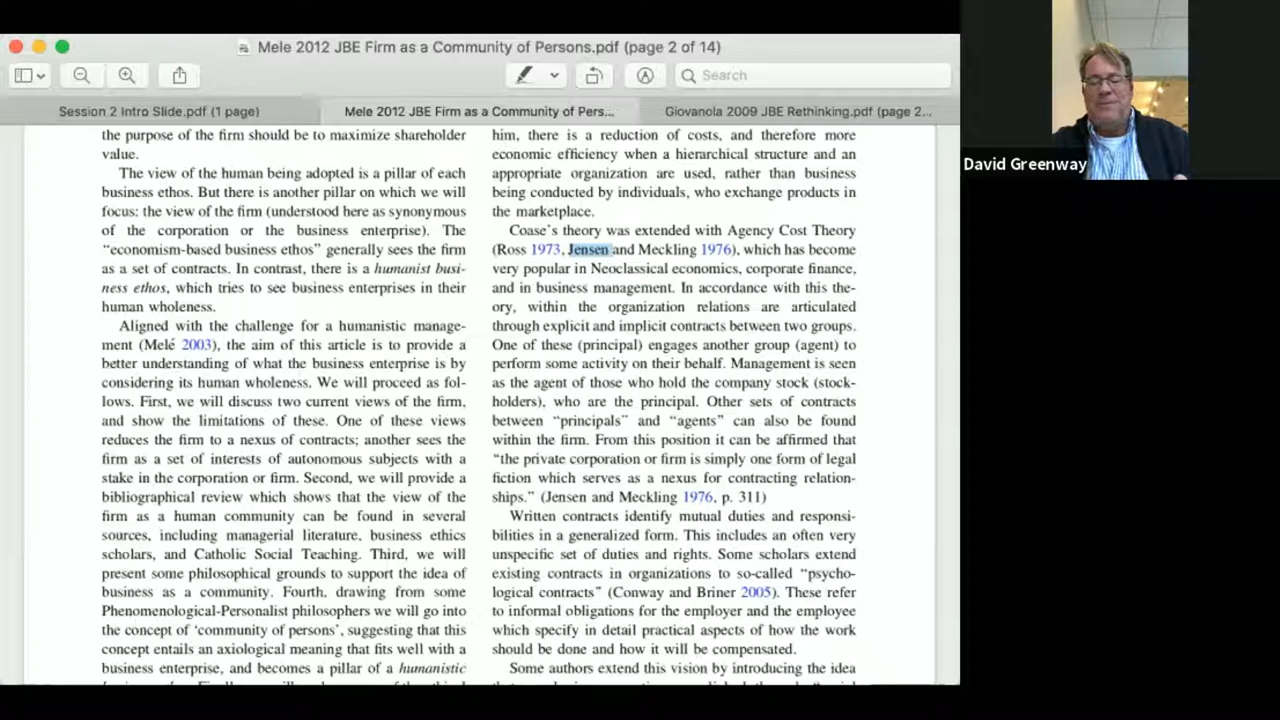 Mele 2012 JBE Firm as a Community of Persons.pdf (page 2 of 14)
Search
Session 2 Intro Slide.pdf (1 page)
Mele 2012 JBE Firm as a Community of Pers...
Giovanola 2009 JBE Rethinking.pdf (page 2...
the purpose of the firm should be to maximize shareholder
value.
The view of the human being adopted is a pillar of each
business ethos. But there is another pillar on which we will
focus: the view of the firm (understood here as synonymous
of the corporation or the business enterprise). The
“economism-based business ethos” generally sees the firm
as a set of contracts. In contrast, there is a humanist busi-
ness ethos, which tries to see business enterprises in their
human wholeness.
Aligned with the challenge for a humanistic manage-
ment (Melé 2003), the aim of this article is to provide a
better understanding of what the business enterprise is by
considering its human wholeness. We will proceed as fol-
lows. First, we will discuss two current views of the firm,
and show the limitations of these. One of these views
reduces the firm to a nexus of contracts; another sees the
firm as a set of interests of autonomous subjects with a
stake in the corporation or firm. Second, we will provide a
bibliographical review which shows that the view of the
firm as a human community can be found in several
sources, including managerial literature, business ethics
scholars, and Catholic Social Teaching. Third, we will
present some philosophical grounds to support the idea of
business as a community. Fourth, drawing from some
Phenomenological-Personalist philosophers we will go into
the concept of ‘community of persons’, suggesting that this
concept entails an axiological meaning that fits well with a
business enterprise, and becomes a pillar of a humanistic
him, there is a reduction of costs, and therefore more
economic efficiency when a hierarchical structure and an
appropriate organization are used, rather than business
being conducted by individuals, who exchange products in
the marketplace.
Coase’s theory was extended with Agency Cost Theory
(Ross 1973, Jensen and Meckling 1976), which has become
very popular in Neoclassical economics, corporate finance,
and in business management. In accordance with this the-
ory, within the organization relations are articulated
through explicit and implicit contracts between two groups.
One of these (principal) engages another group (agent) to
perform some activity on their behalf. Management is seen
as the agent of those who hold the company stock (stock-
holders), who are the principal. Other sets of contracts
between “principals” and “agents” can also be found
within the firm. From this position it can be affirmed that
“the private corporation or firm is simply one form of legal
fiction which serves as a nexus for contracting relation-
ships.” (Jensen and Meckling 1976, p. 311)
Written contracts identify mutual duties and responsi-
bilities in a generalized form. This includes an often very
unspecific set of duties and rights. Some scholars extend
existing contracts in organizations to so-called “psycho-
logical contracts” (Conway and Briner 2005). These refer
to informal obligations for the employer and the employee
which specify in detail practical aspects of how the work
should be done and how it will be compensated.
Some authors extend this vision by introducing the idea
David Greenway